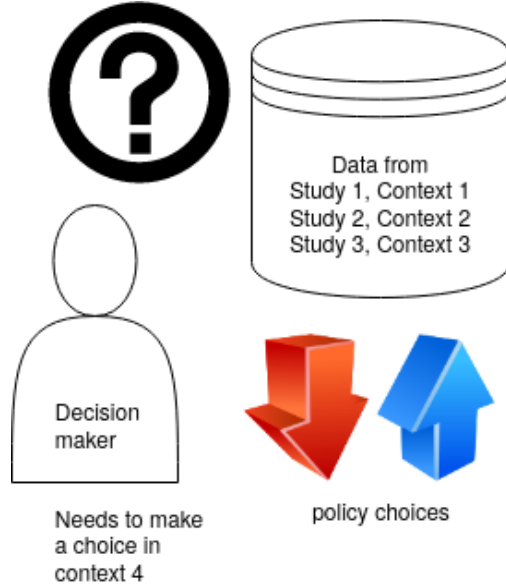 ?
Data from
Study 1, Context 1
Study 2, Context 2
Study 3, Context 3
Decision
maker
Needs to make
a choice in
context 4
policy choices